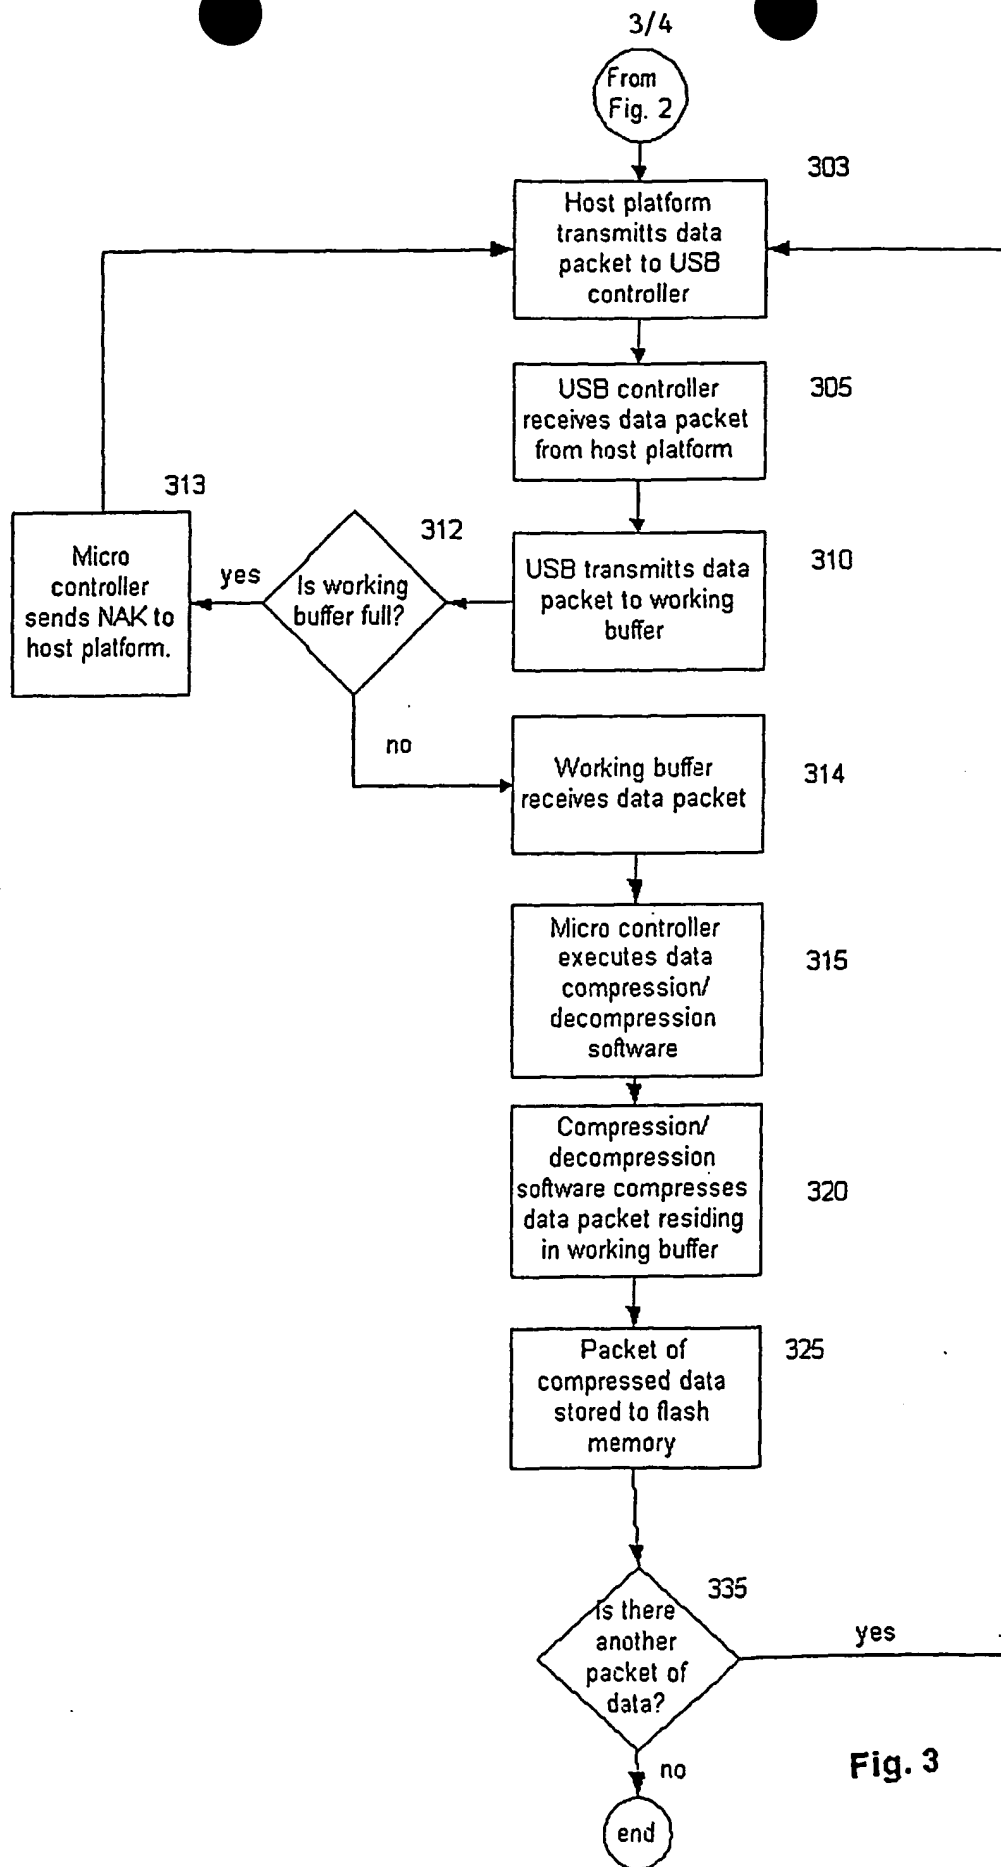 3/4
From
Fig. 2
303
Host platform
transmitts data
packet to USB
controller
305
USB controller
receives data packet
from host platform
310
USB transmitts data
packet to working
buffer
312
Is working
buffer full?
yes
313
Micro
controller
sends NAK to
host platform.
no
314
Working buffer
receives data packet
315
Micro controller
executes data
compression/
decompression
software
320
Compression/
decompression
software compresses
data packet residing
in working buffer
325
Packet of
compressed data
stored to flash
memory
335
Is there
another
packet of
data?
yes
no
end
Fig. 3